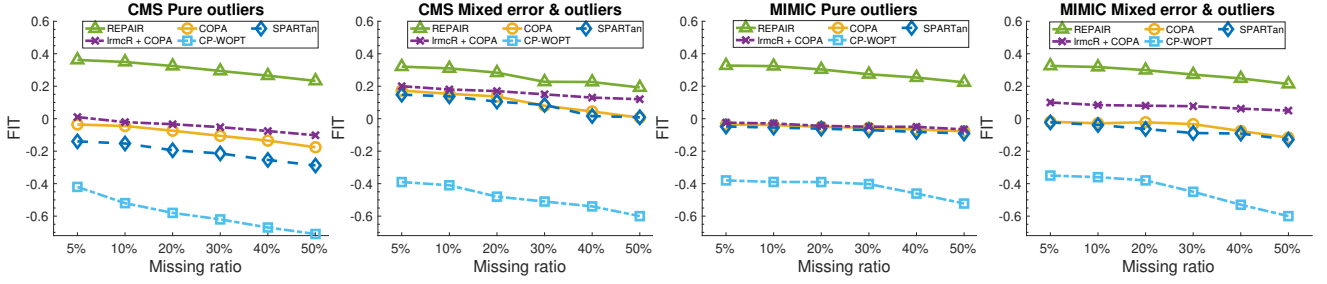 CMS Pure outliers
REPAIR COPA SPARTan
lrmcR + COPA CP-WOPT
FIT
0.6
0.4
0.2
0
-0.2
-0.4
-0.6
5% 10% 20% 30% 40% 50%
Missing ratio
CMS Mixed error & outliers
REPAIR COPA SPARTan
lrmcR + COPA CP-WOPT
FIT
0.6
0.4
0.2
0
-0.2
-0.4
-0.6
5% 10% 20% 30% 40% 50%
Missing ratio
MIMIC Pure outliers
REPAIR COPA SPARTan
lrmcR + COPA CP-WOPT
FIT
0.6
0.4
0.2
0
-0.2
-0.4
-0.6
5% 10% 20% 30% 40% 50%
Missing ratio
MIMIC Mixed error & outliers
REPAIR COPA SPARTan
lrmcR + COPA CP-WOPT
FIT
0.6
0.4
0.2
0
-0.2
-0.4
-0.6
5% 10% 20% 30% 40% 50%
Missing ratio